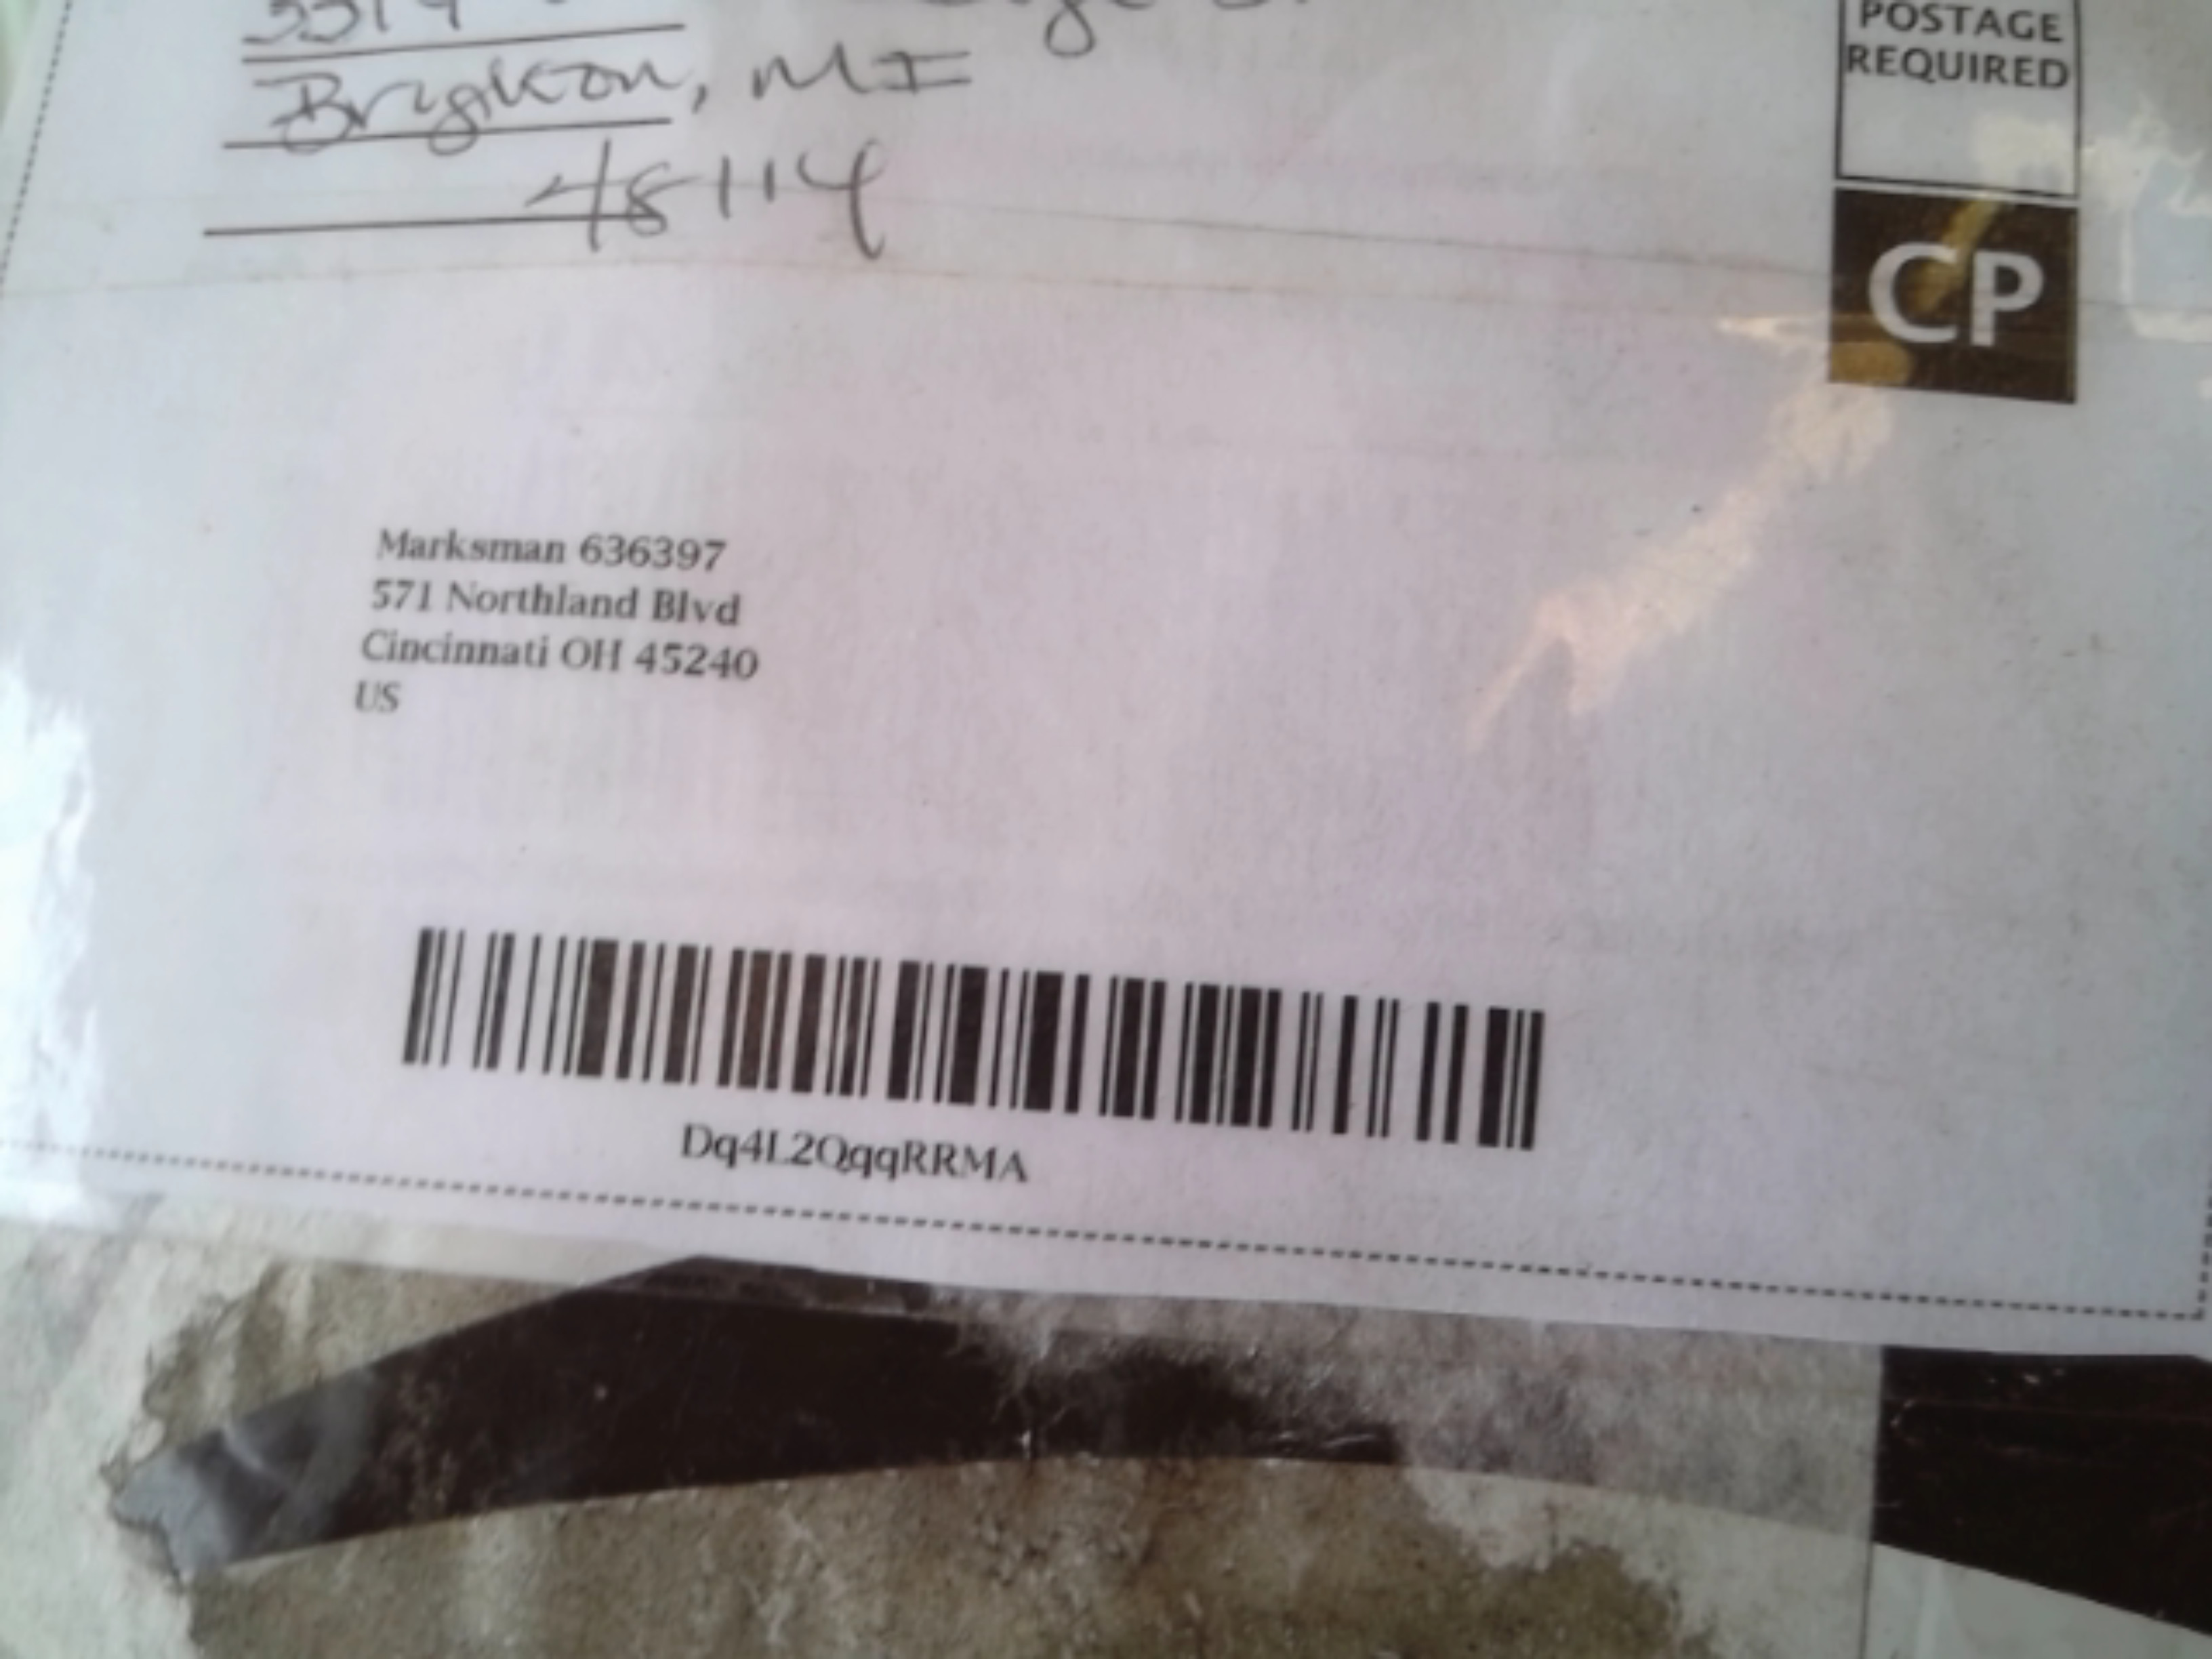 POSTAGE
REQUIRED
Brighton, MI
48114
CP
Marksman 636397
571 Northland Blvd
Cincinnati OH 45240
US
Dq4L2QqqRRMA